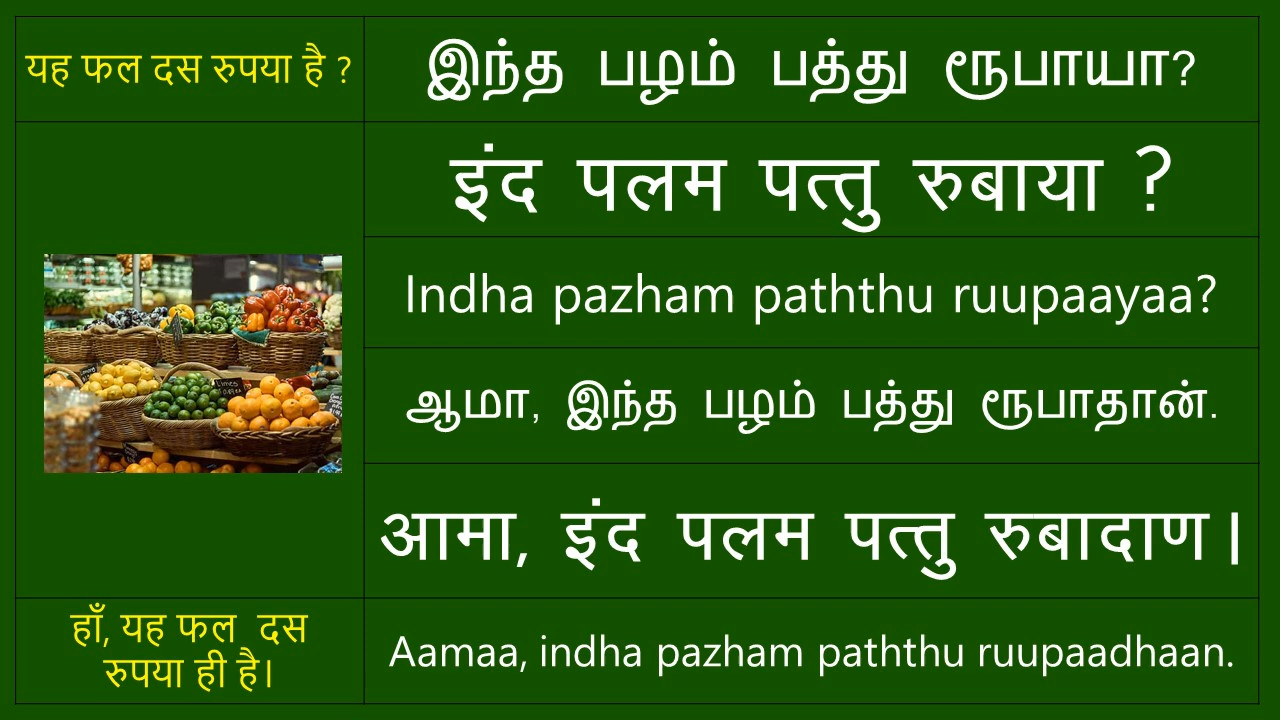 यह फल दस रुपया है ?
இந்த பழம் பத்து ரூபாயா?
इंद पलम पत्तु रुबाया ?
Indha pazham paththu ruupaayaa?
ஆமா, இந்த பழம் பத்து ரூபாதான்.
आमा, इंद पलम पत्तु रुबादाण ।
हाँ, यह फल दस
रुपया ही है।
Aamaa, indha pazham paththu ruupaadhaan.